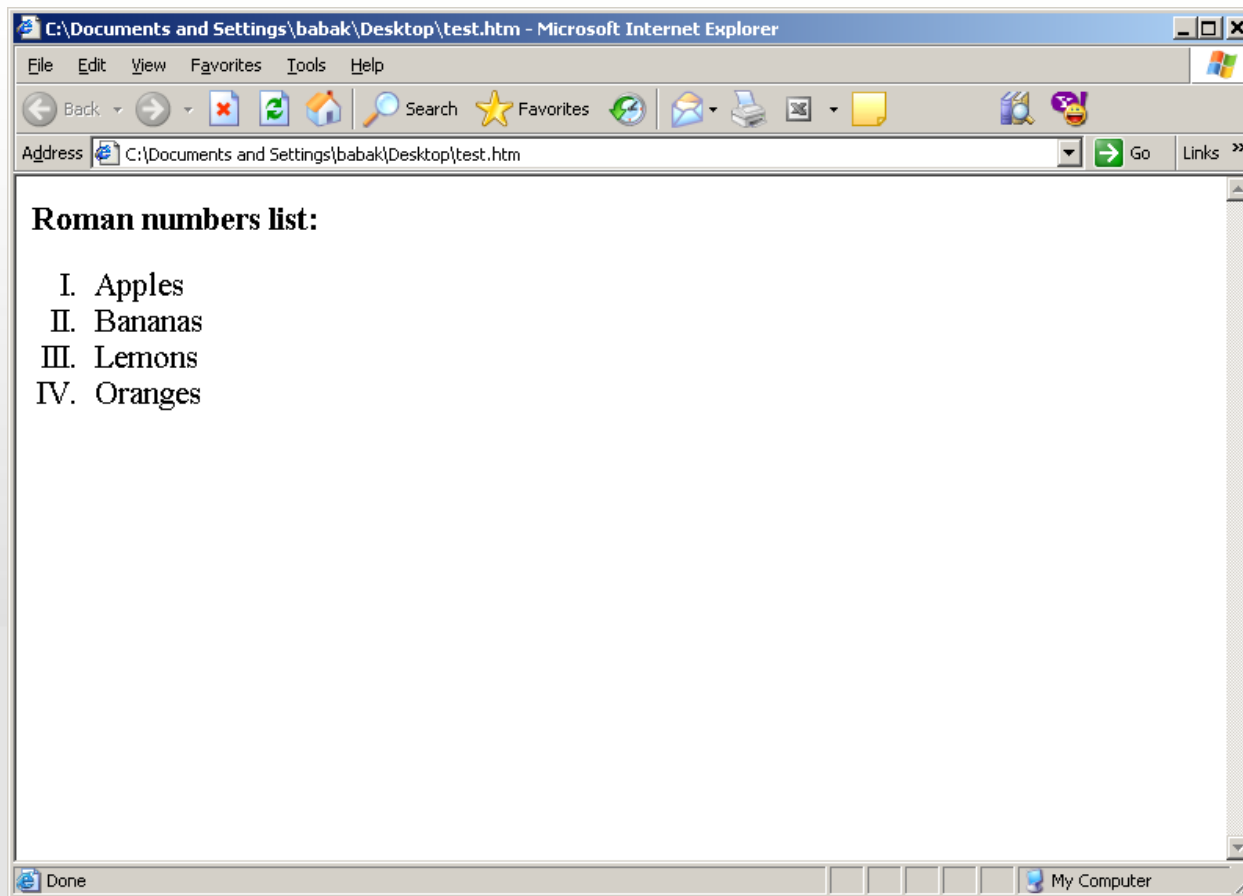 C:\Documents and Settings\babak\Desktop\test.htm - Microsoft Internet Explorer
File Edit View Favorites Tools Help
Back Search Favorites
Address C:\Documents and Settings\babak\Desktop\test.htm Go Links »
Roman numbers list:
I. Apples
II. Bananas
III. Lemons
IV. Oranges
Done My Computer